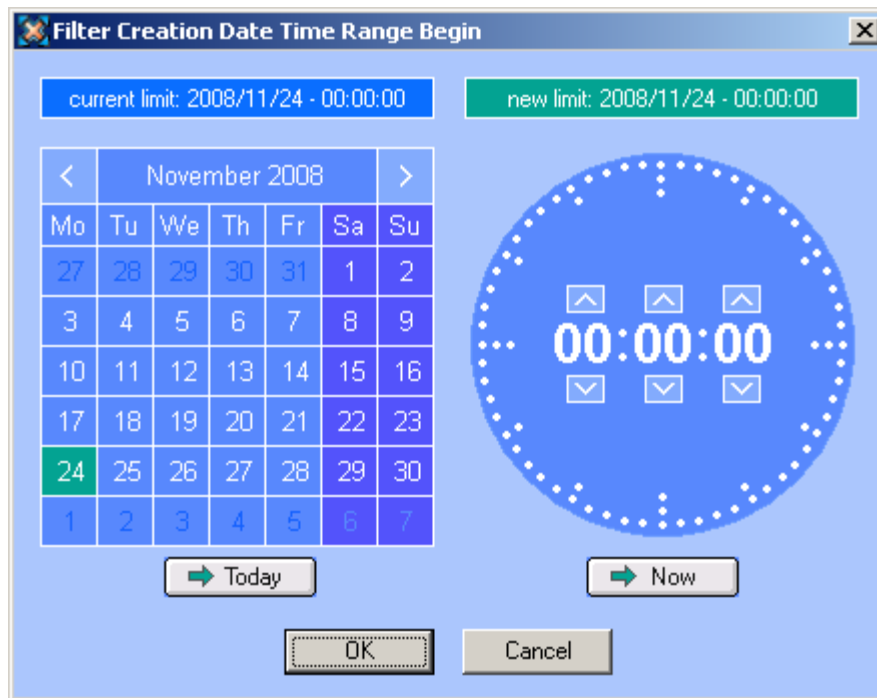 Filter Creation Date Time Range Begin
current limit: 2008/11/24 - 00:00:00
new limit: 2008/11/24 - 00:00:00
November 2008
Mo Tu We Th Fr Sa Su
27 28 29 30 31 1 2
3 4 5 6 7 8 9
10 11 12 13 14 15 16
17 18 19 20 21 22 23
24 25 26 27 28 29 30
1 2 3 4 5 6 7
00:00:00
Today
Now
OK
Cancel